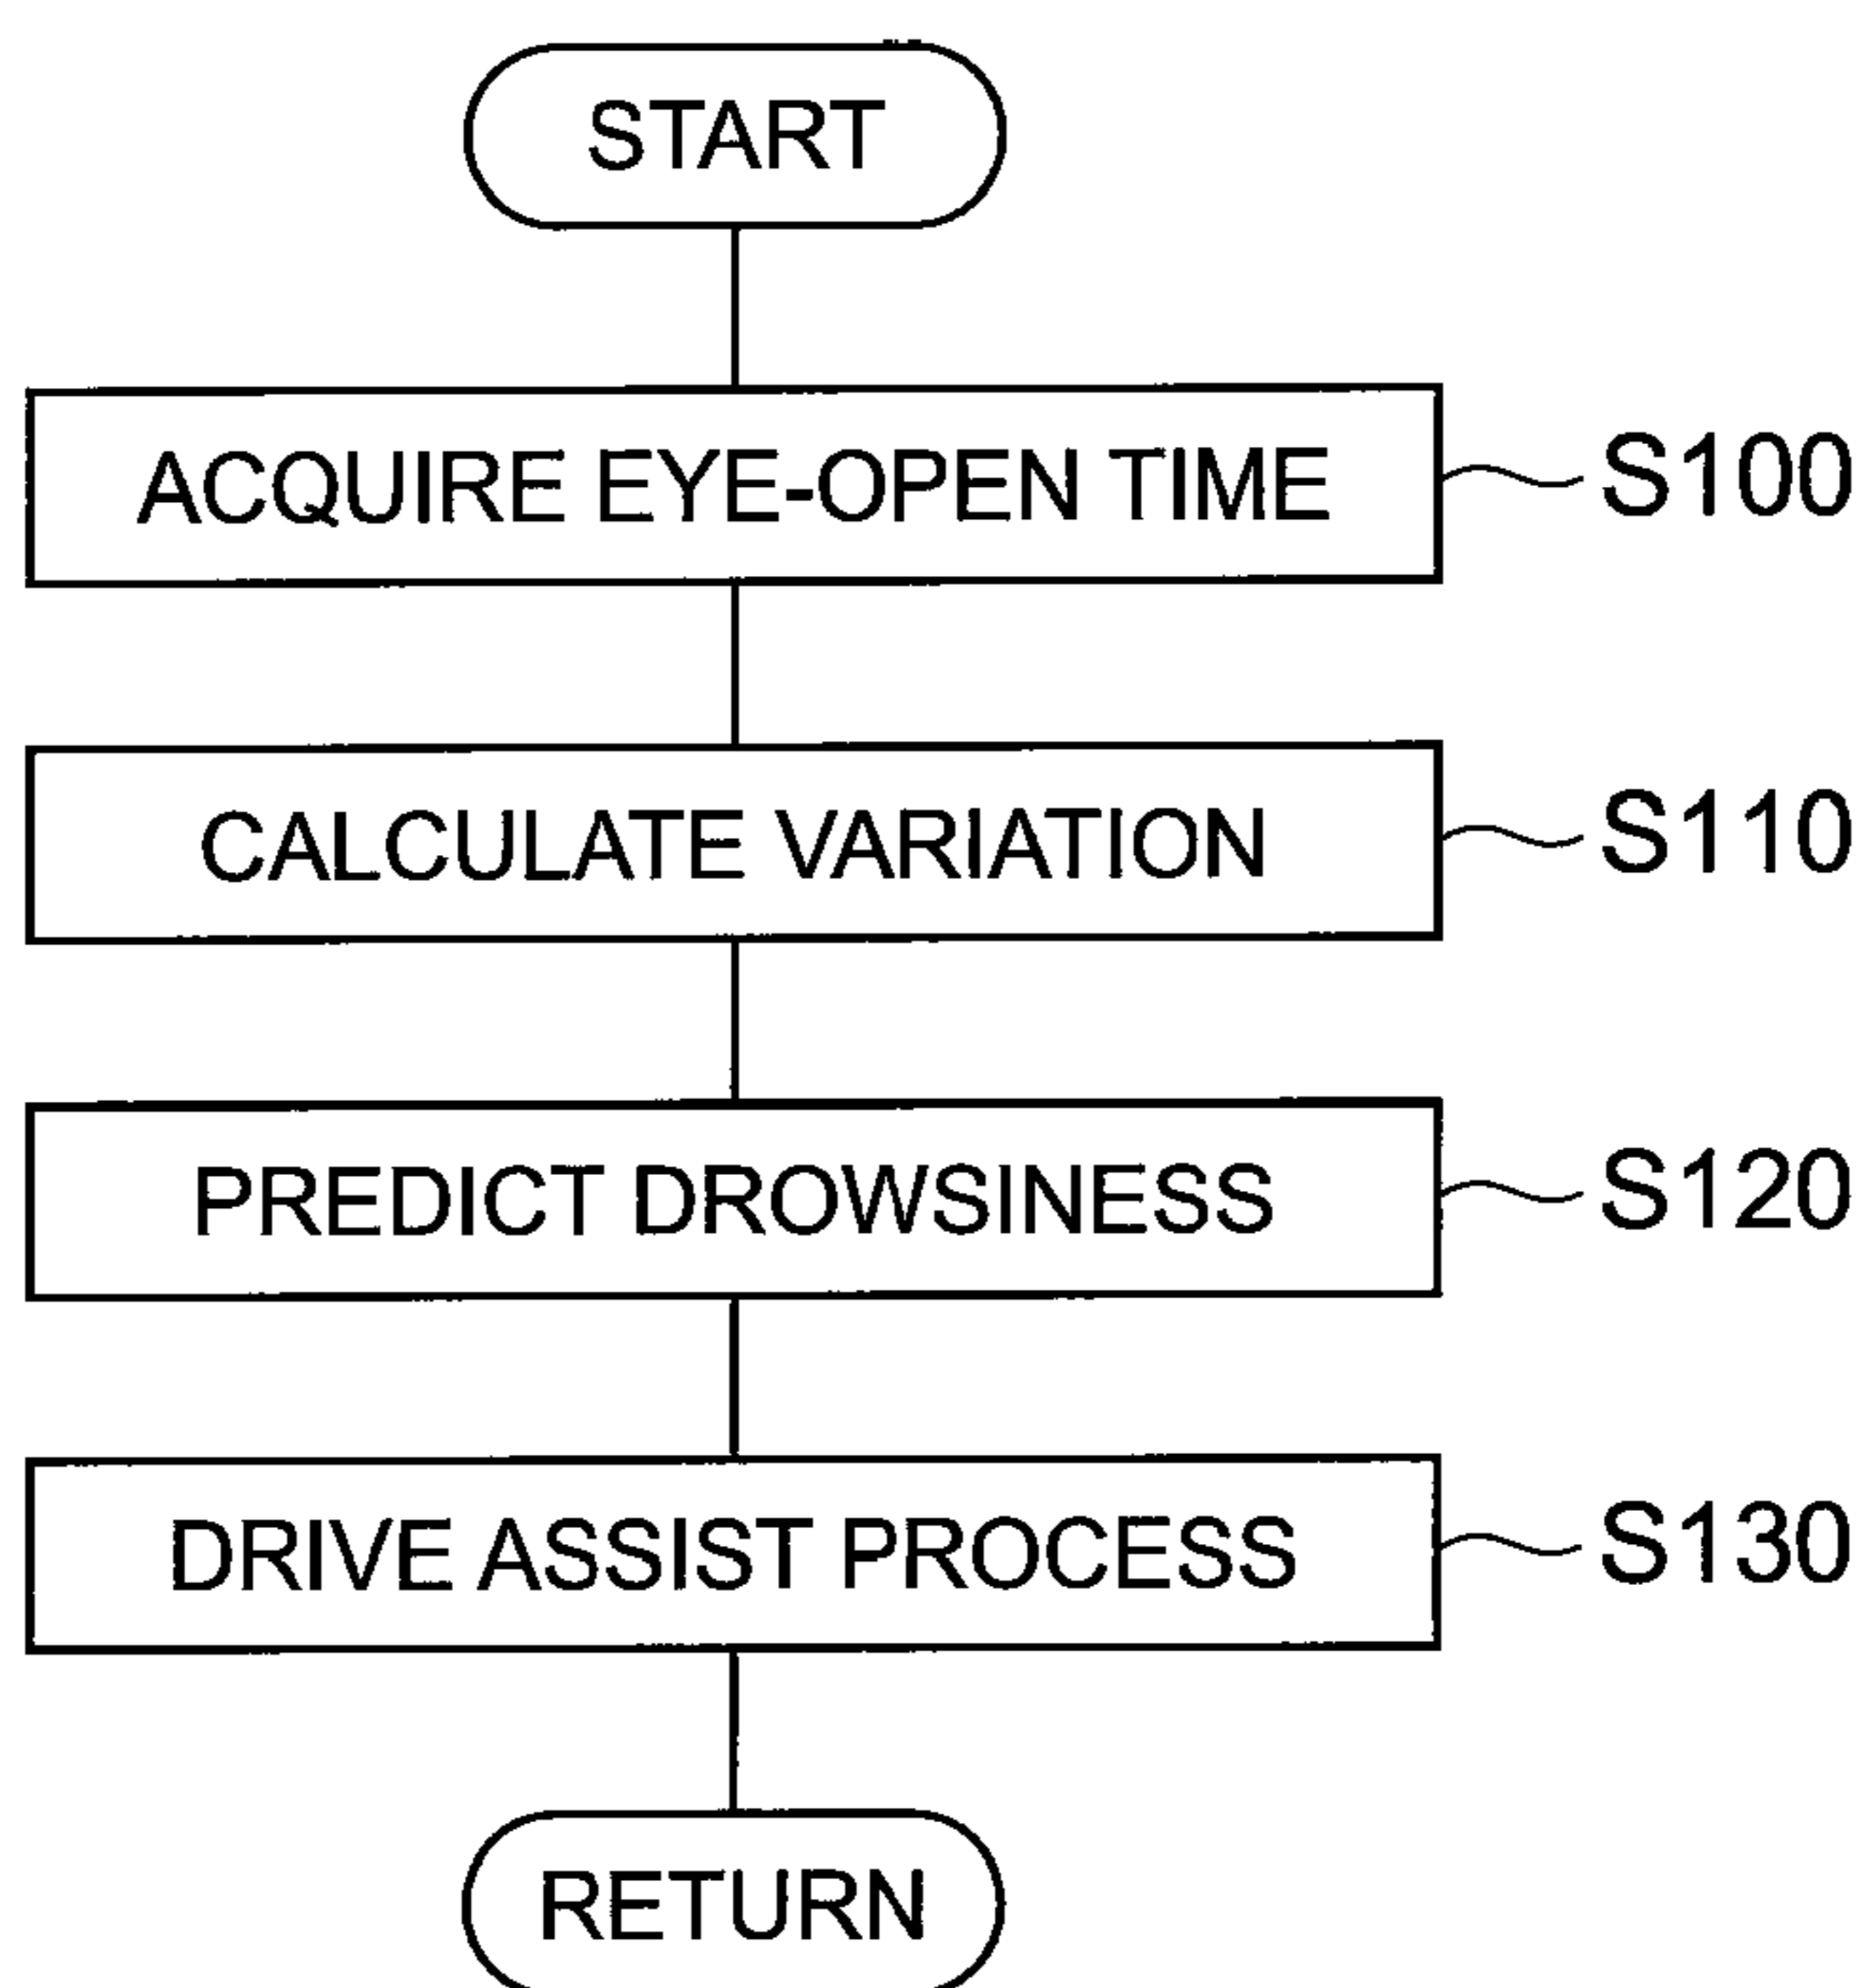 START
ACQUIRE EYE-OPEN TIME S100
CALCULATE VARIATION S110
PREDICT DROWSINESS S120
DRIVE ASSIST PROCESS S130
RETURN